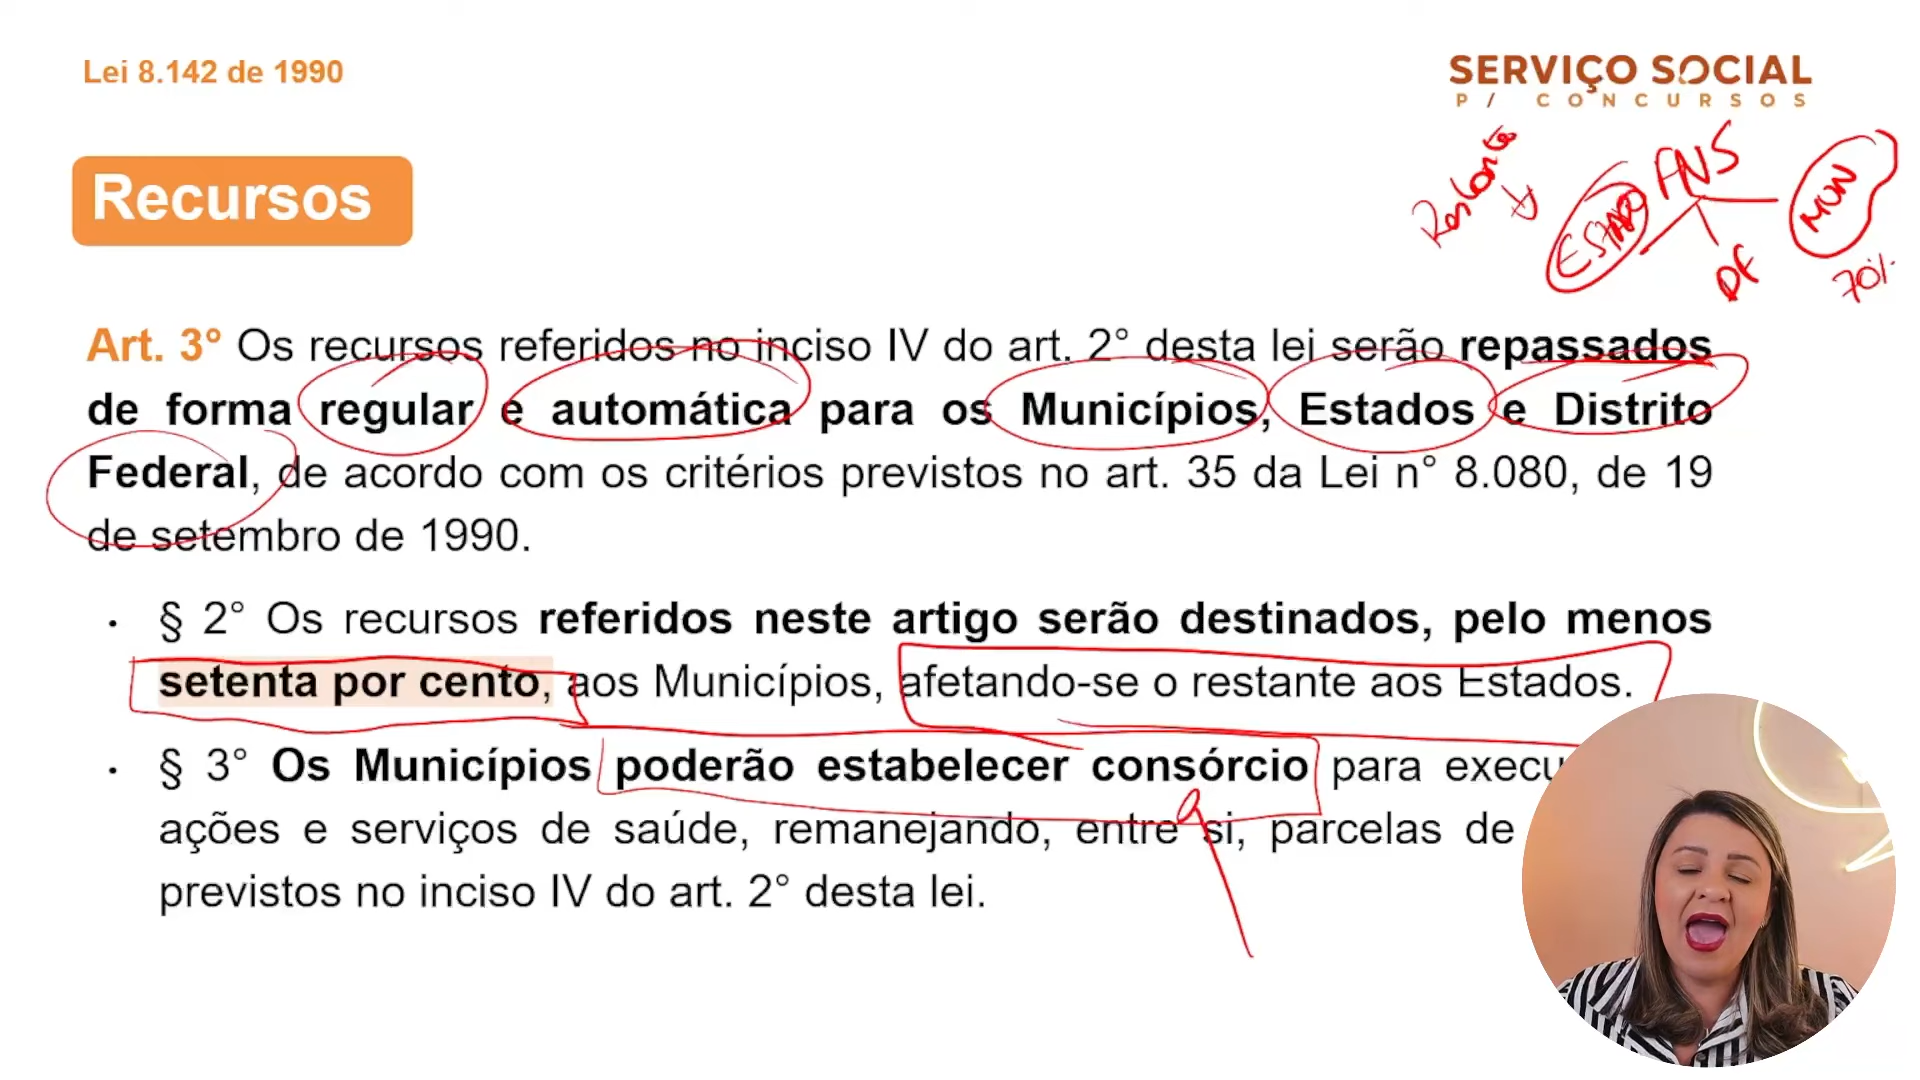 Lei 8.142 de 1990
SERVIÇO SOCIAL
P / CONCURSOS
Recursos
Restante
ESTADO
FNS
MUN
DF
70%
Art. 3° Os recursos referidos no inciso IV do art. 2° desta lei serão repassados
de forma regular e automática para os Municípios, Estados e Distrito
Federal, de acordo com os critérios previstos no art. 35 da Lei n° 8.080, de 19
de setembro de 1990.
· § 2° Os recursos referidos neste artigo serão destinados, pelo menos
setenta por cento, aos Municípios, afetando-se o restante aos Estados.
· § 3° Os Municípios poderão estabelecer consórcio para execu
ações e serviços de saúde, remanejando, entre si, parcelas de
previstos no inciso IV do art. 2° desta lei.